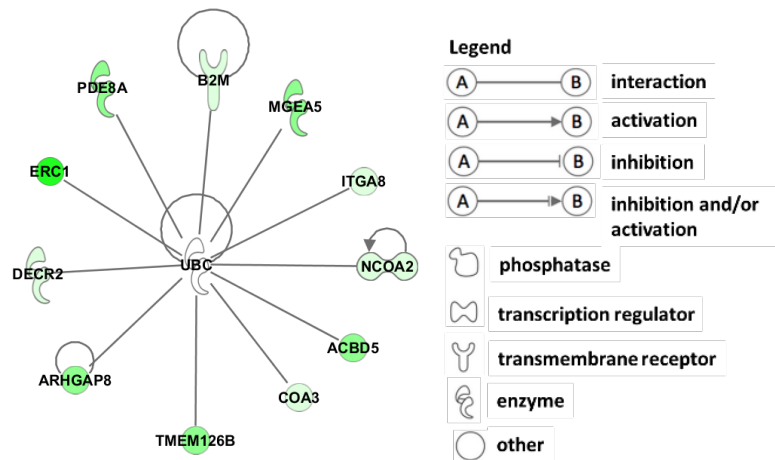 B2M
PDE8A
MGEA5
ERC1
ITGA8
UBC
NCOA2
DECR2
ACBD5
ARHGAP8
COA3
TMEM126B
Legend
A B interaction
A B activation
A B inhibition
A B inhibition and/or
activation
phosphatase
transcription regulator
transmembrane receptor
enzyme
other